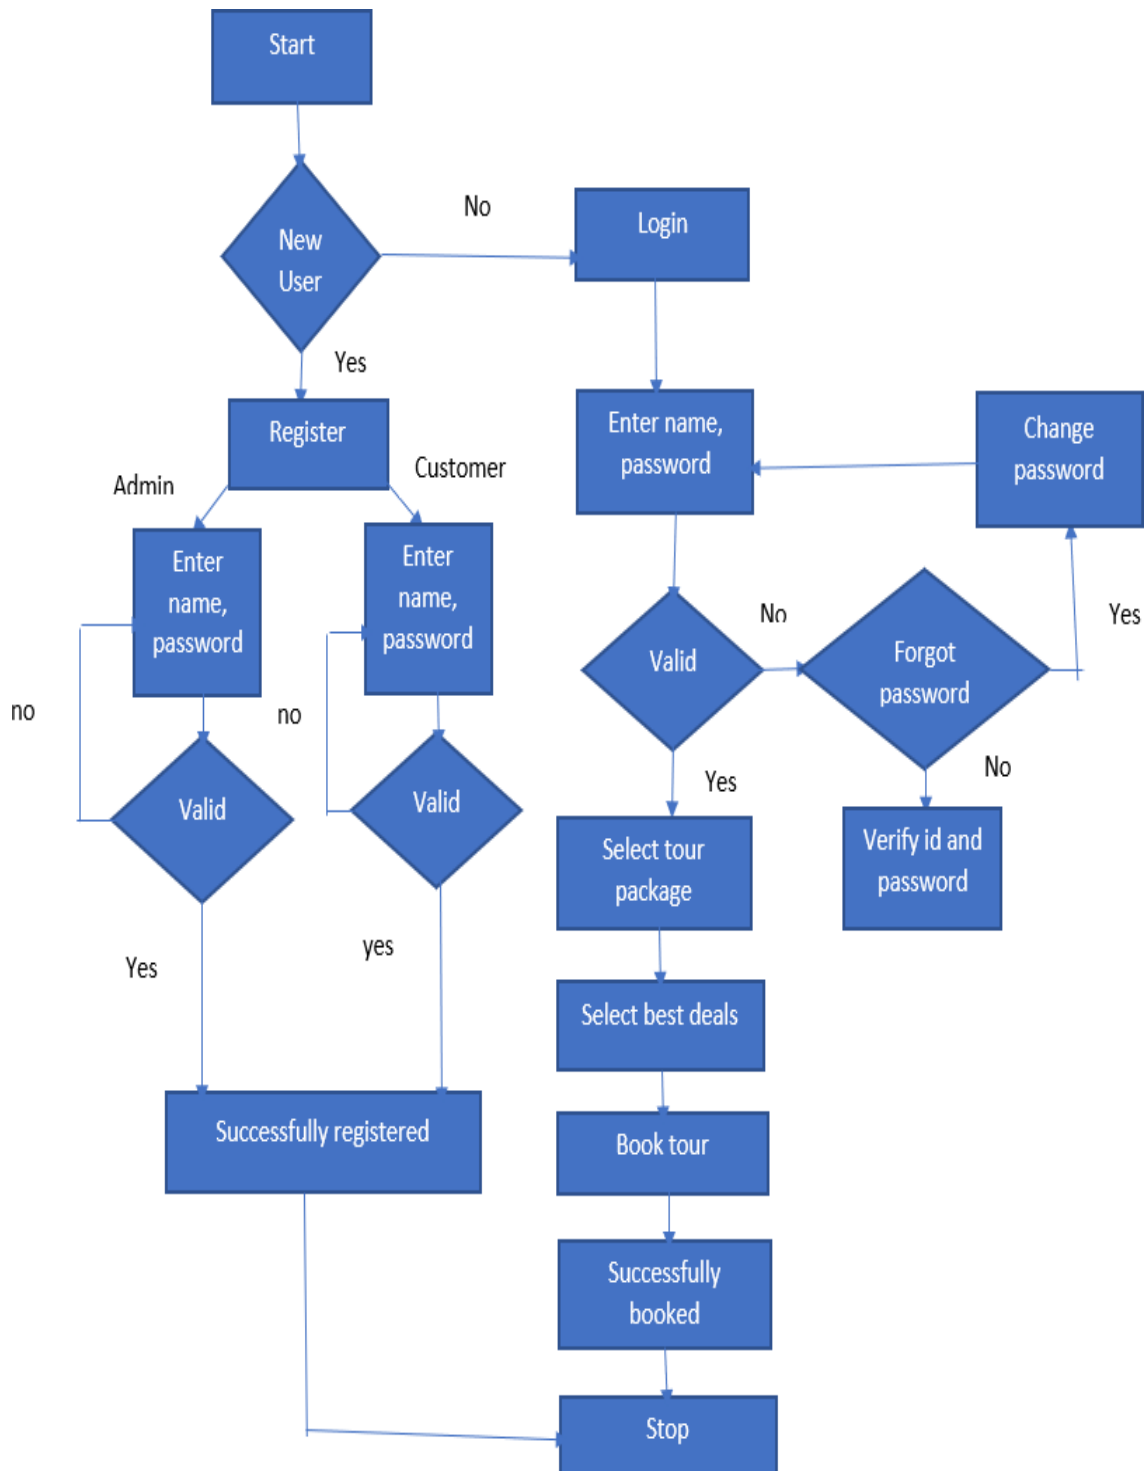 Start
No
Login
New
User
Yes
Register
Enter name,
password
Change
password
Admin
Customer
Enter
name,
password
Enter
name,
password
No
Yes
Valid
Forgot
password
no
no
Valid
Valid
Yes
No
Select tour
package
Verify id and
password
Yes
yes
Select best deals
Successfully registered
Book tour
Successfully
booked
Stop